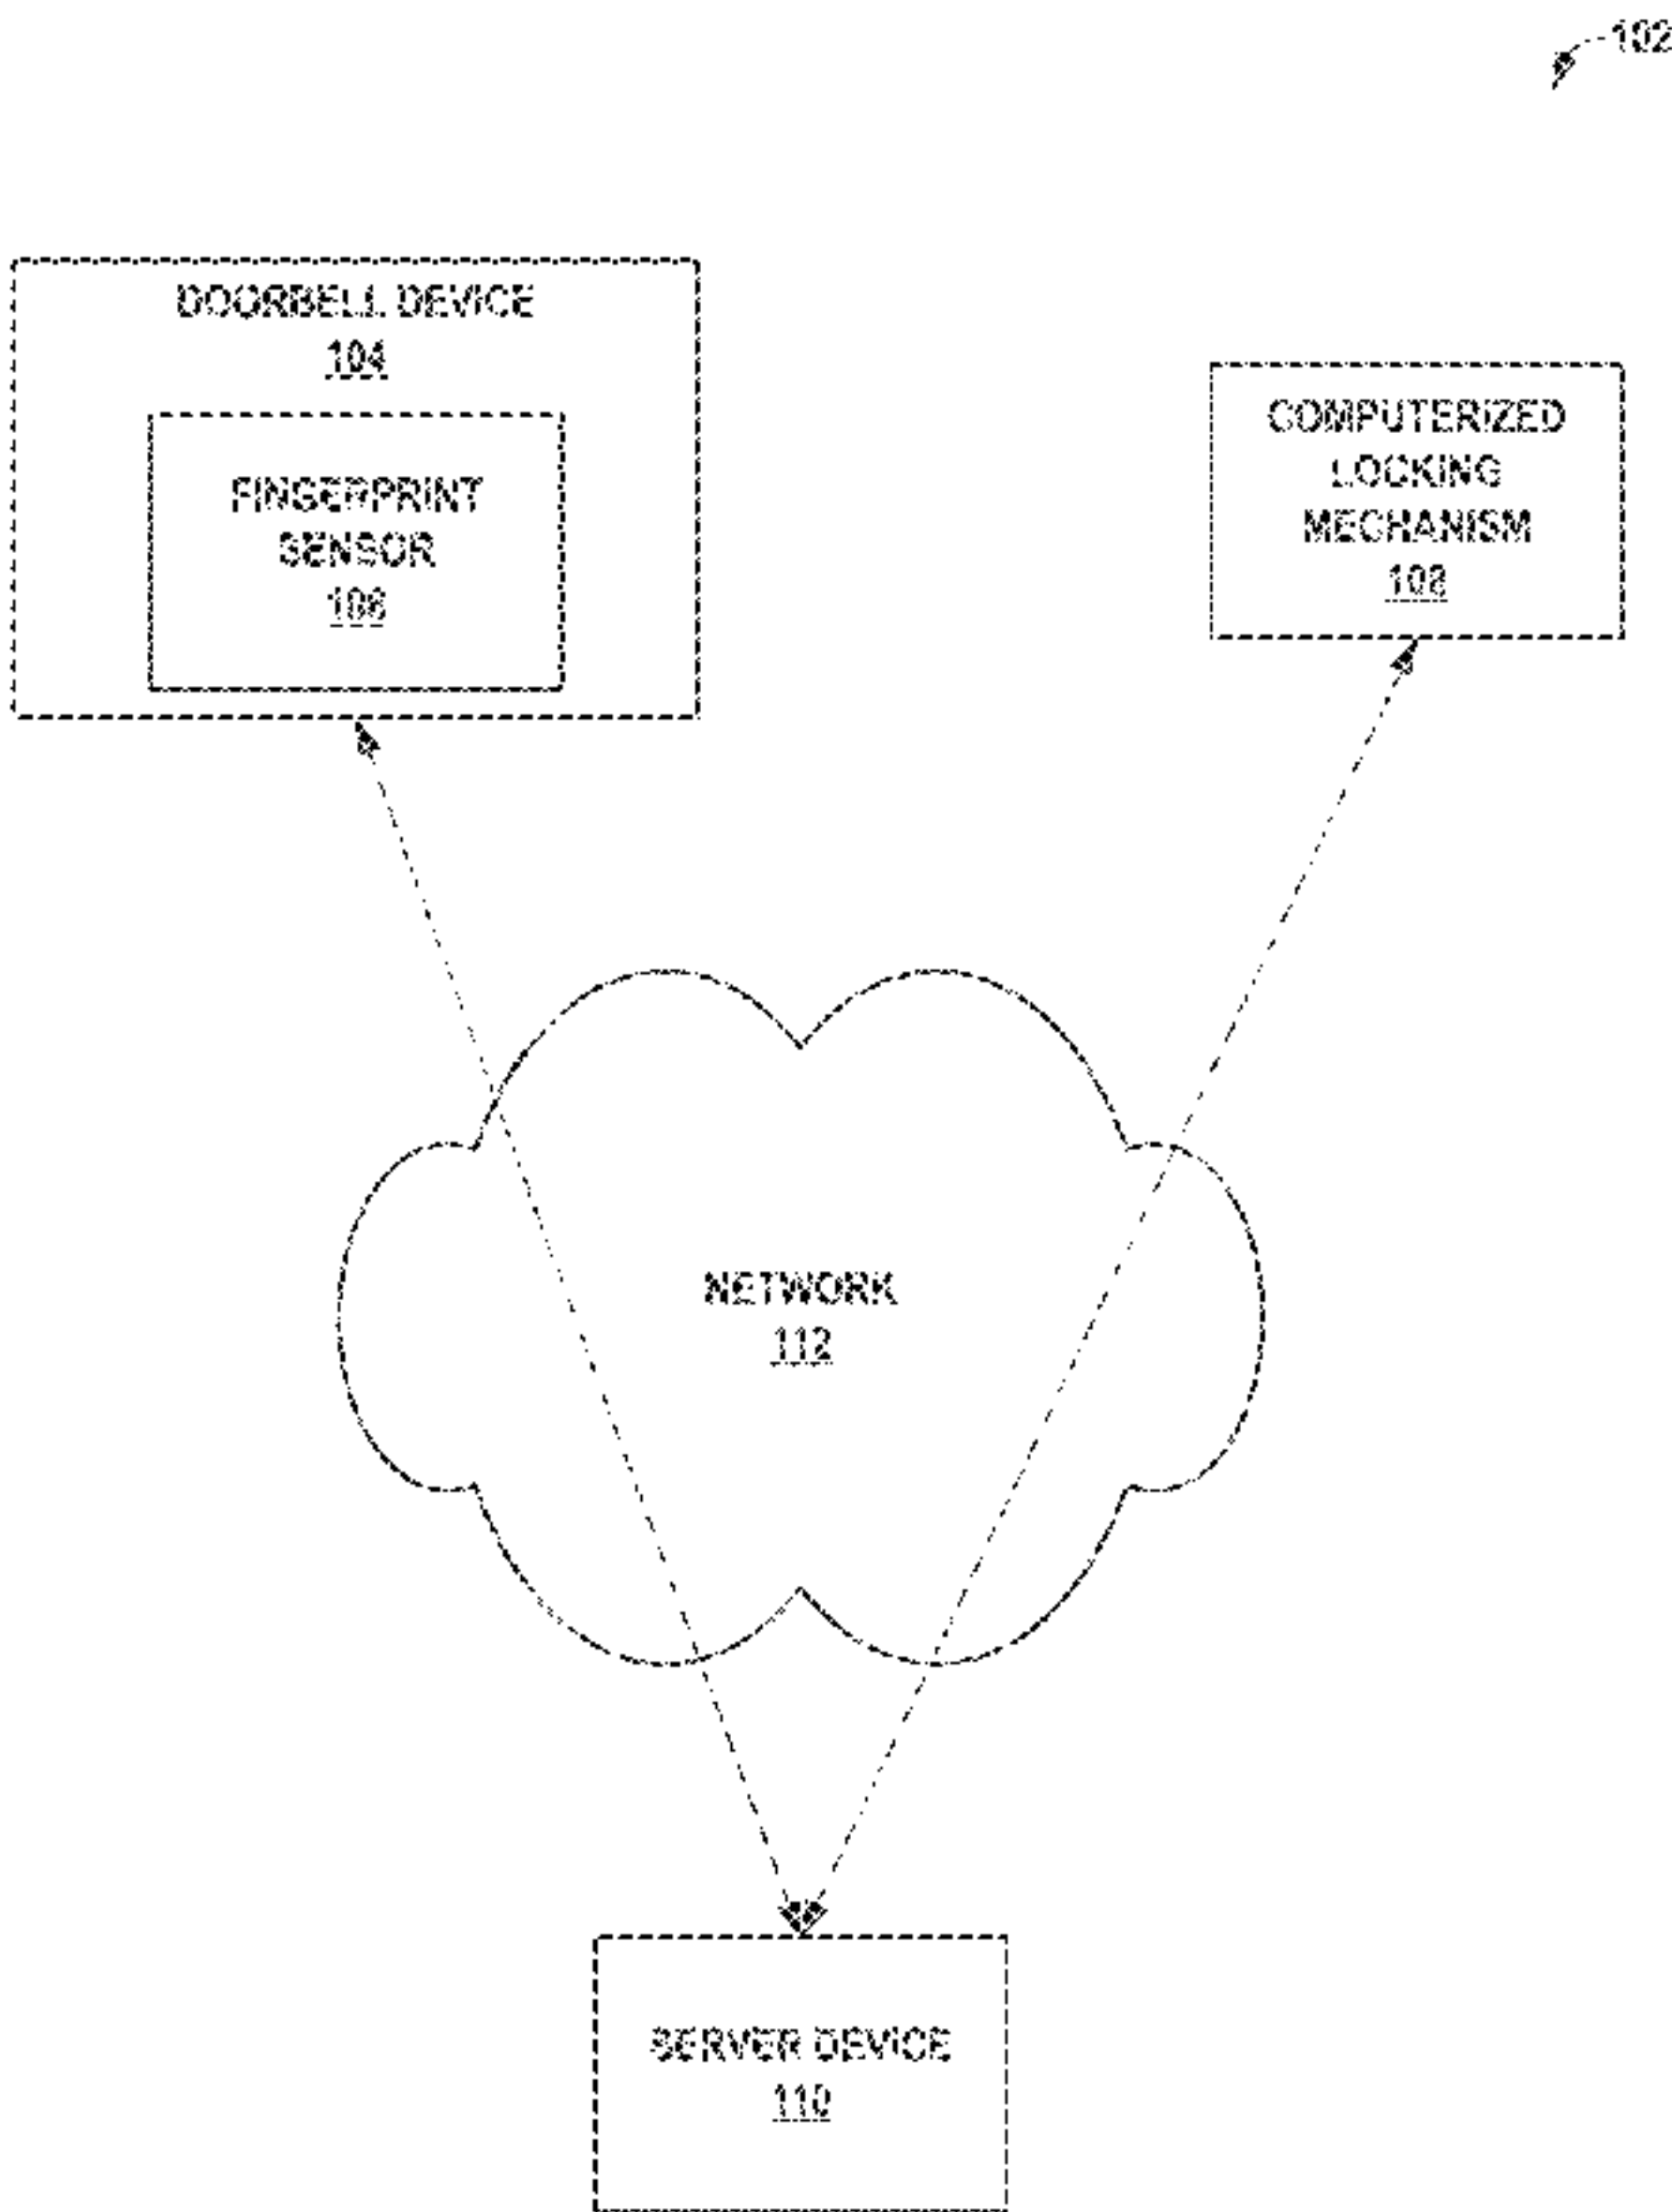 102
DOORBELL DEVICE
104
FINGERPRINT
SENSOR
106
COMPUTERIZED
LOCKING
MECHANISM
108
NETWORK
112
SERVER DEVICE
110